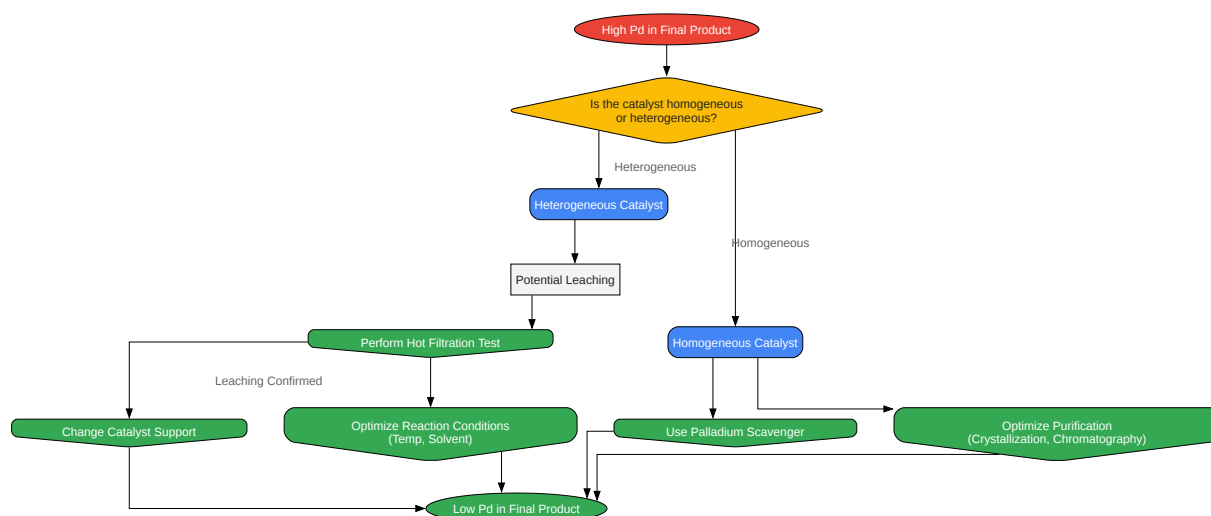 High Pd in Final Product
Is the catalyst homogeneous
or heterogeneous?
Heterogeneous
Heterogeneous Catalyst
Homogeneous
Potential Leaching
Perform Hot Filtration Test
Homogeneous Catalyst
Leaching Confirmed
Change Catalyst Support
Optimize Reaction Conditions
(Temp, Solvent)
Use Palladium Scavenger
Optimize Purification
(Crystallization, Chromatography)
Low Pd in Final Product